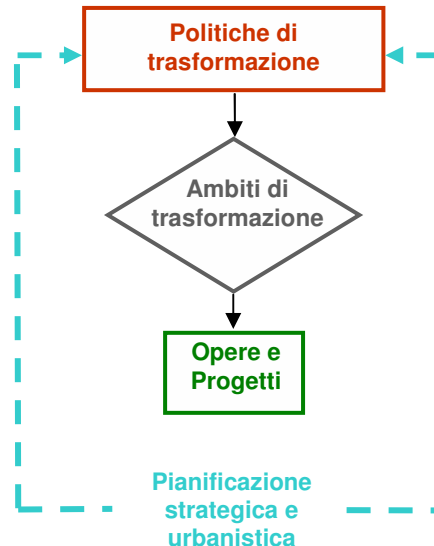 Politiche di
trasformazione
Ambiti di
trasformazione
Opere e
Progetti
Pianificazione
strategica e
urbanistica